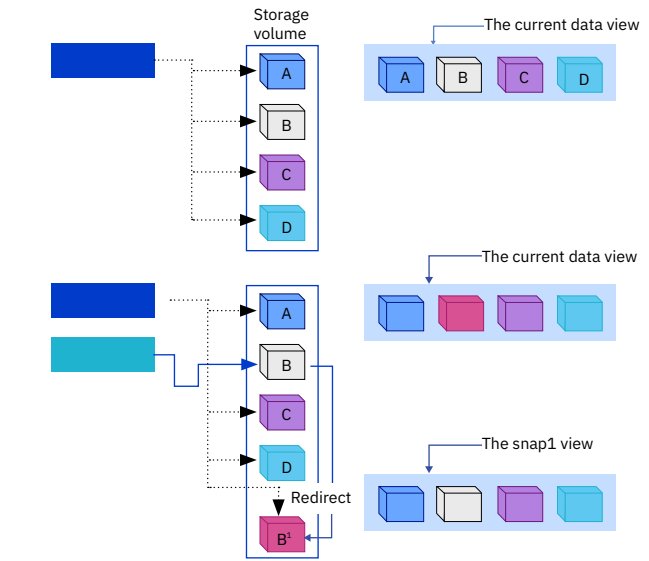 Storage
volume
The current data view
A
B
C
D
A
B
C
D
The current data view
A
B
C
D
The snap1 view
Redirect
B¹